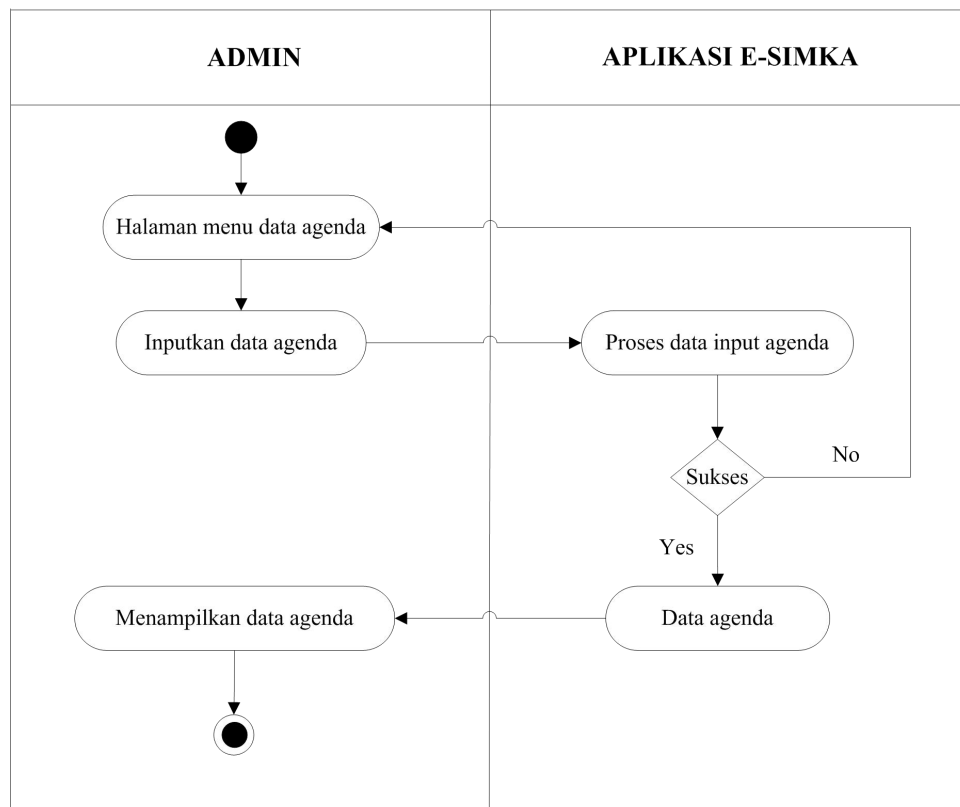 ADMIN
APLIKASI E-SIMKA
Halaman menu data agenda
Inputkan data agenda
Proses data input agenda
Sukses
No
Yes
Menampilkan data agenda
Data agenda